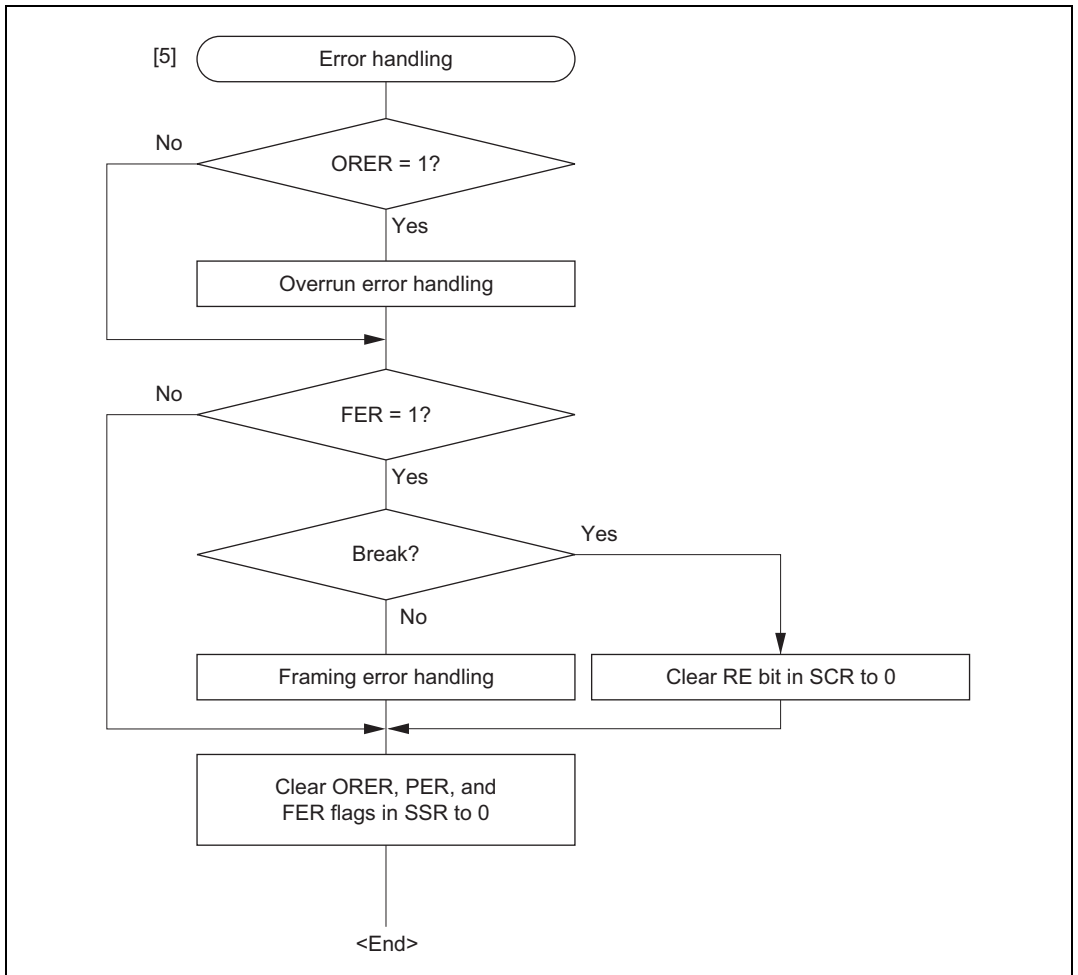 [5] Error handling
No
ORER = 1?
Yes
Overrun error handling
No
FER = 1?
Yes
Break?
Yes
No
Framing error handling
Clear RE bit in SCR to 0
Clear ORER, PER, and
FER flags in SSR to 0
<End>